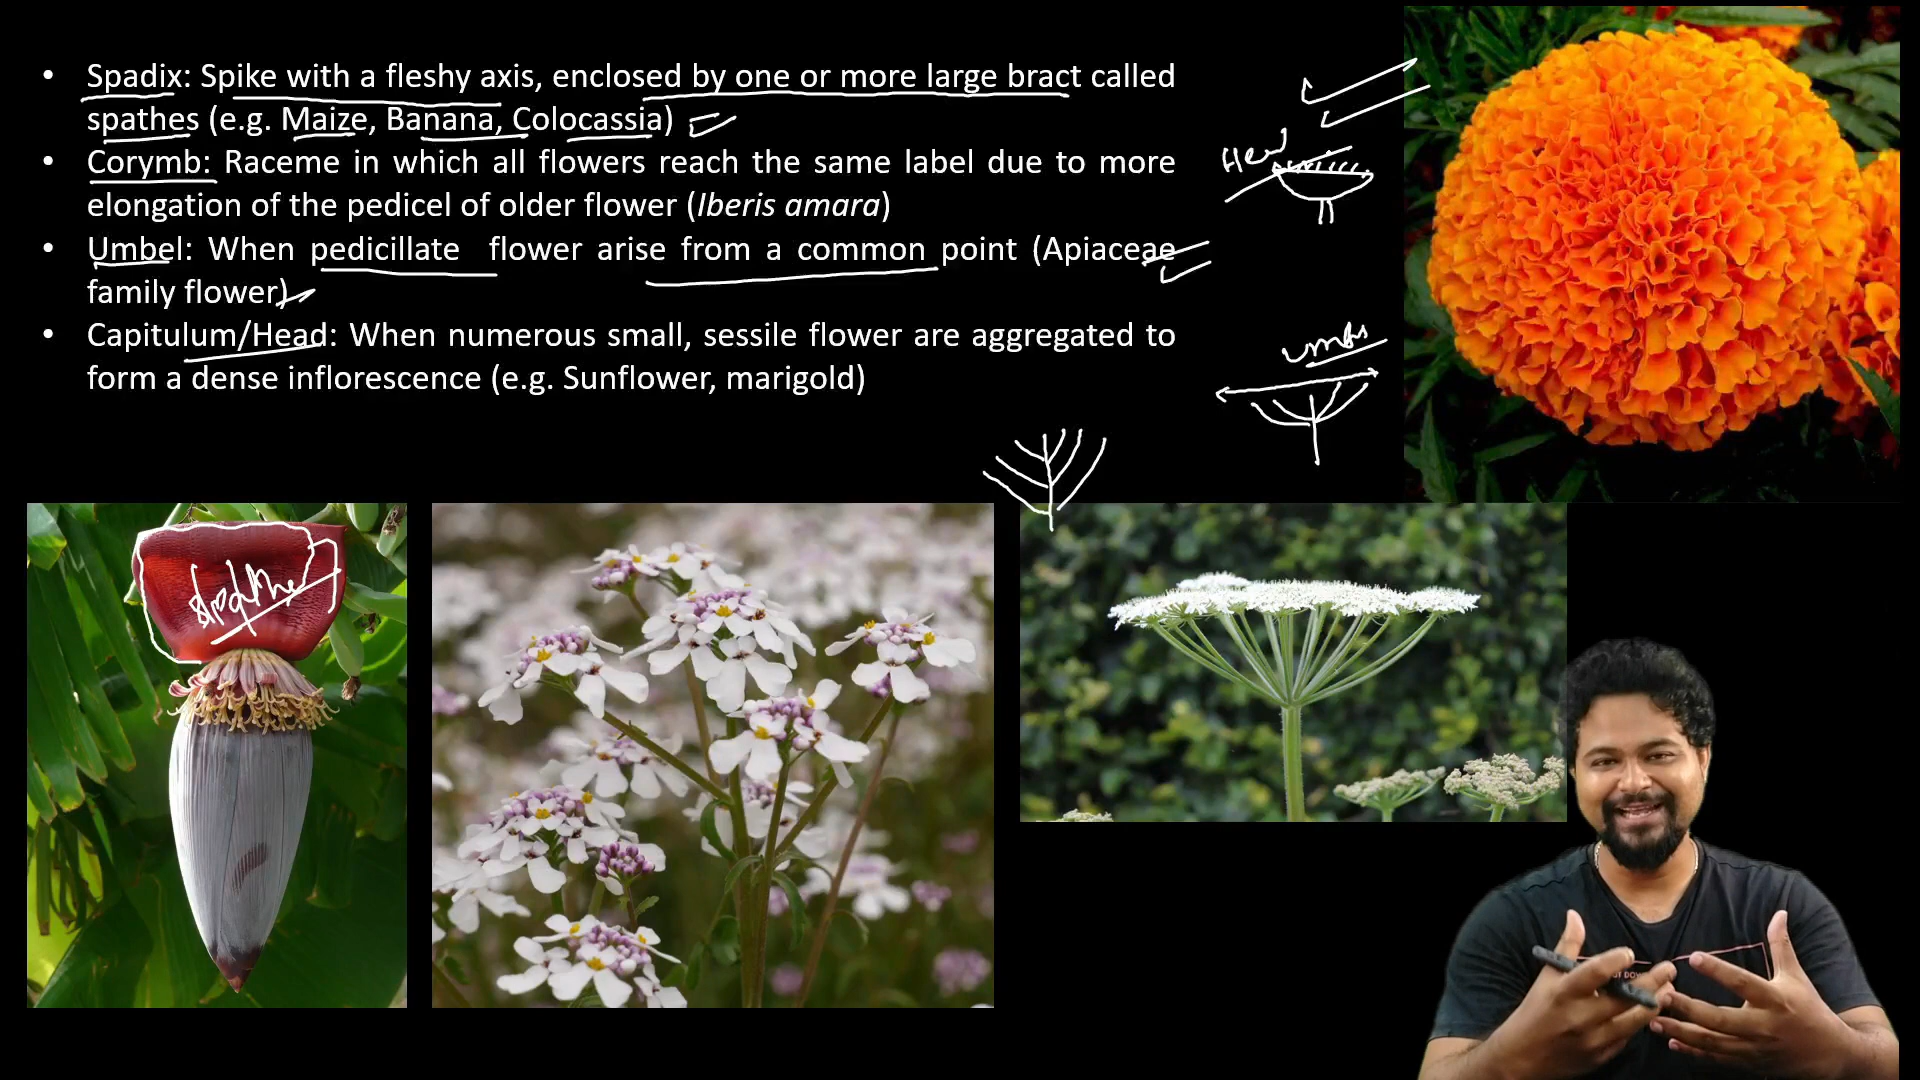 • Spadix: Spike with a fleshy axis, enclosed by one or more large bract called
spathes (e.g. Maize, Banana, Colocassia)
• Corymb: Raceme in which all flowers reach the same label due to more
elongation of the pedicel of older flower (Iberis amara)
• Umbel: When pedicillate flower arise from a common point (Apiaceae
family flower)
• Capitulum/Head: When numerous small, sessile flower are aggregated to
form a dense inflorescence (e.g. Sunflower, marigold)
Head